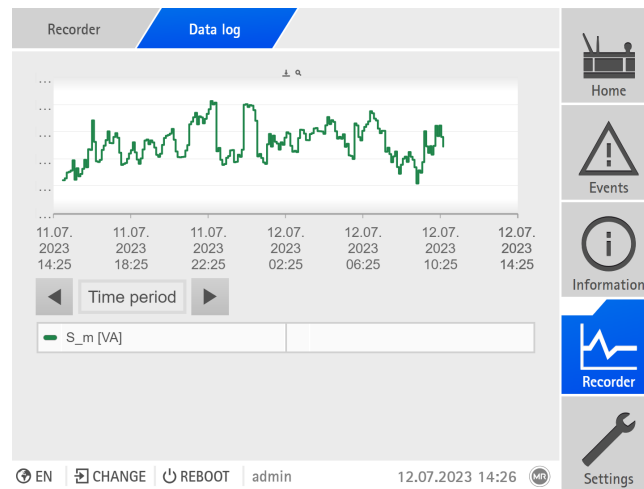 Recorder
Data log
...
...
...
...
...
...
11.07.
2023
14:25
11.07.
2023
18:25
11.07.
2023
22:25
12.07.
2023
02:25
12.07.
2023
06:25
12.07.
2023
10:25
12.07.
2023
14:25
Time period
S_m [VA]
EN
CHANGE
REBOOT
admin
12.07.2023 14:26
MR
Home
Events
Information
Recorder
Settings